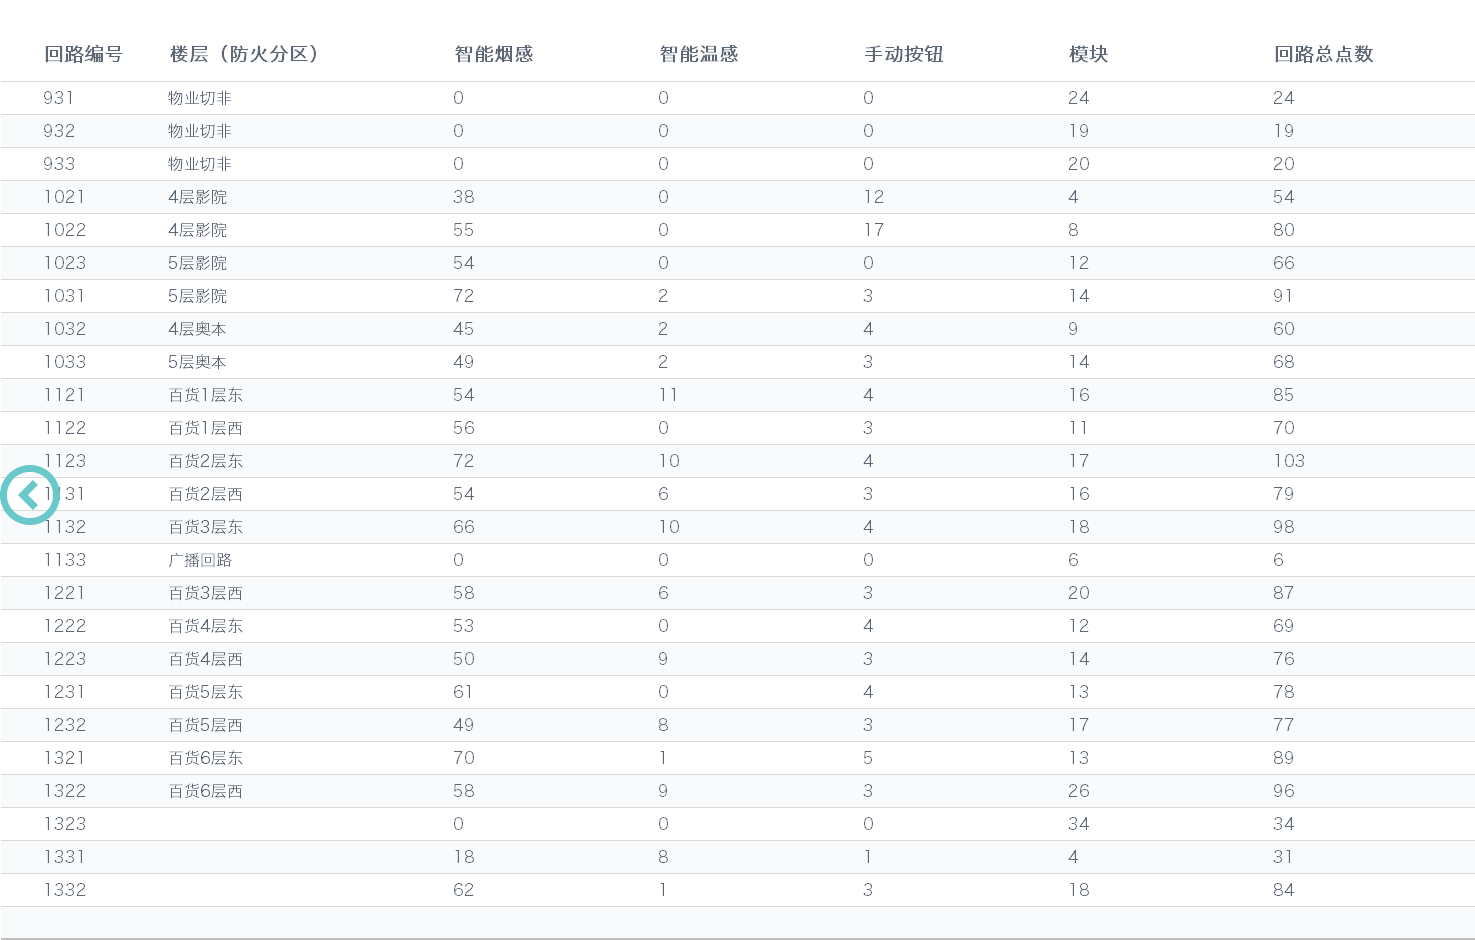 回路编号 楼层（防火分区） 智能烟感 智能温感 手动按钮 模块 回路总点数
931 物业切非 0 0 0 24 24
932 物业切非 0 0 0 19 19
933 物业切非 0 0 0 20 20
1021 4层影院 38 0 12 4 54
1022 4层影院 55 0 17 8 80
1023 5层影院 54 0 0 12 66
1031 5层影院 72 2 3 14 91
1032 4层奥本 45 2 4 9 60
1033 5层奥本 49 2 3 14 68
1121 百货1层东 54 11 4 16 85
1122 百货1层西 56 0 3 11 70
1123 百货2层东 72 10 4 17 103
1131 百货2层西 54 6 3 16 79
1132 百货3层东 66 10 4 18 98
1133 广播回路 0 0 0 6 6
1221 百货3层西 58 6 3 20 87
1222 百货4层东 53 0 4 12 69
1223 百货4层西 50 9 3 14 76
1231 百货5层东 61 0 4 13 78
1232 百货5层西 49 8 3 17 77
1321 百货6层东 70 1 5 13 89
1322 百货6层西 58 9 3 26 96
1323 0 0 0 34 34
1331 18 8 1 4 31
1332 62 1 3 18 84